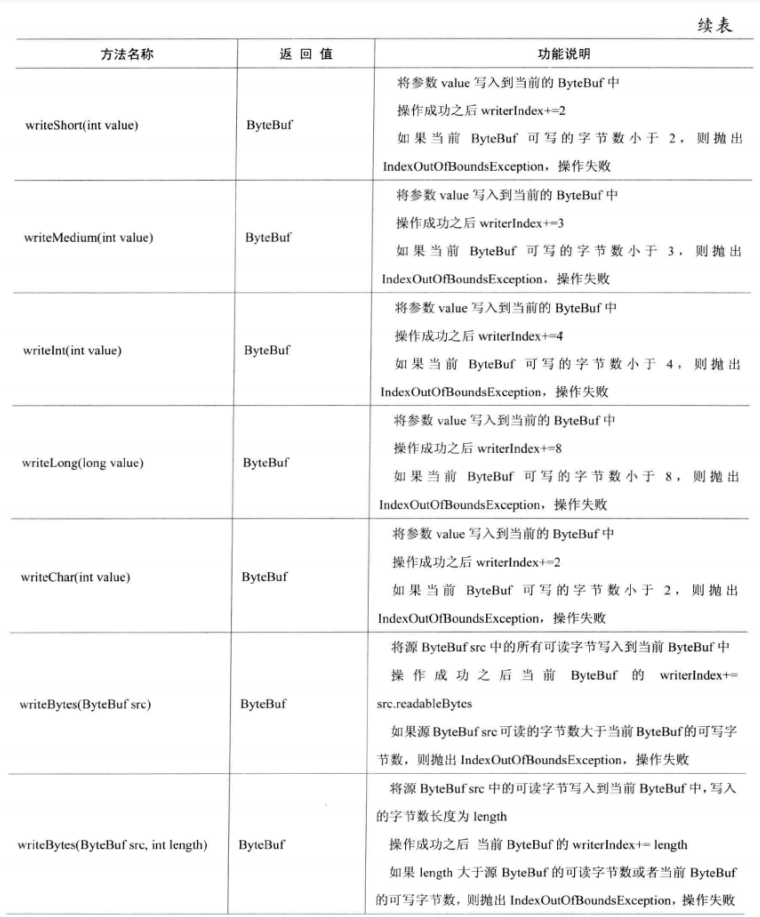 续表
方法名称 返回值 功能说明
将参数 value 写入到当前的 ByteBuf 中
操作成功之后 writerIndex+=2
writeShort(int value) ByteBuf
如果当前 ByteBuf 可写的字节数小于 2，则抛出
IndexOutOfBoundsException，操作失败
将参数 value 写入到当前的 ByteBuf 中
操作成功之后 writerIndex+=3
writeMedium(int value) ByteBuf
如果当前 ByteBuf 可写的字节数小于 3，则抛出
IndexOutOfBoundsException，操作失败
将参数 value 写入到当前的 ByteBuf 中
操作成功之后 writerIndex+=4
writeInt(int value) ByteBuf
如果当前 ByteBuf 可写的字节数小于 4，则抛出
IndexOutOfBoundsException，操作失败
将参数 value 写入到当前的 ByteBuf 中
操作成功之后 writerIndex+=8
writeLong(long value) ByteBuf
如果当前 ByteBuf 可写的字节数小于 8，则抛出
IndexOutOfBoundsException，操作失败
将参数 value 写入到当前的 ByteBuf 中
操作成功之后 writerIndex+=2
writeChar(int value) ByteBuf
如果当前 ByteBuf 可写的字节数小于 2，则抛出
IndexOutOfBoundsException，操作失败
将源 ByteBuf src 中的所有可读字节写入到当前 ByteBuf 中
操作成功之后当前 ByteBuf 的 writerIndex+=
writeBytes(ByteBuf src) ByteBuf
src.readableBytes
如果源 ByteBuf src 可读的字节数大于当前 ByteBuf 的可写字
节数，则抛出 IndexOutOfBoundsException，操作失败
将源 ByteBuf src 中的可读字节写入到当前 ByteBuf 中，写入
的字节数长度为 length
writeBytes(ByteBuf src, int length) ByteBuf
操作成功之后 当前 ByteBuf 的 writerIndex+= length
如果 length 大于源 ByteBuf 的可读字节数或者当前 ByteBuf
的可写字节数，则抛出 IndexOutOfBoundsException，操作失败